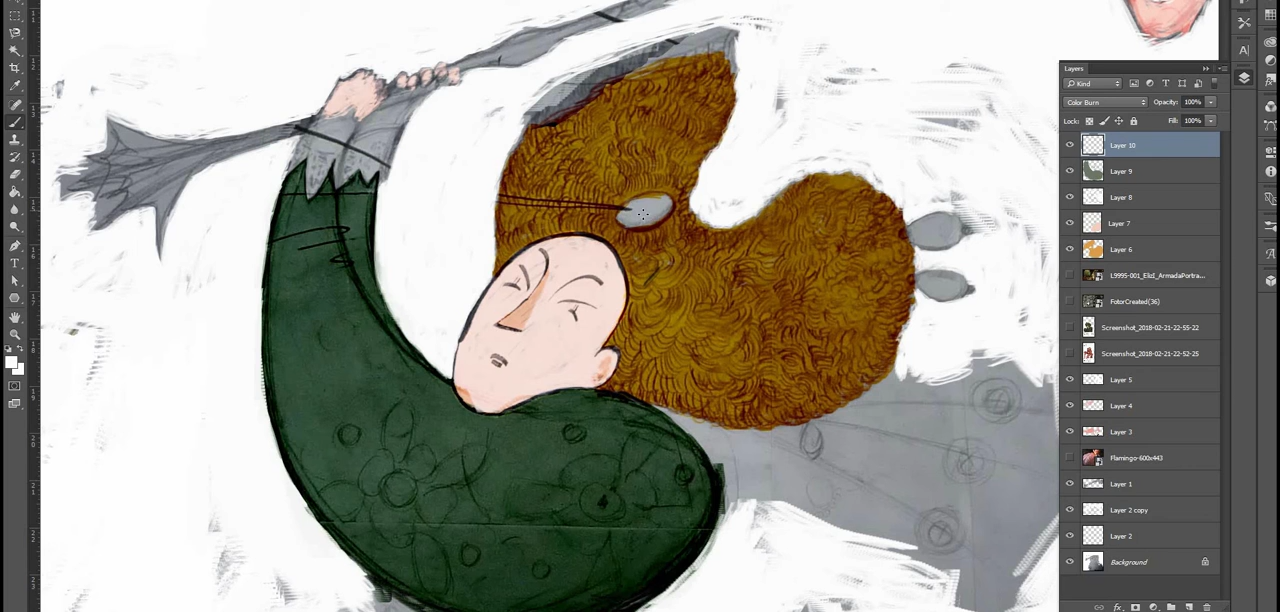 Layers
Kind
Color Burn
Opacity: 100%
Lock:
Fill: 100%
Layer 10
Layer 9
Layer 8
Layer 7
Layer 6
L9995-001_EliI_ArmadaPortra...
FotorCreated(36)
Screenshot_2018-02-21-22-55-22
Screenshot_2018-02-21-22-52-25
Layer 5
Layer 4
Layer 3
Flamingo-600x443
Layer 1
Layer 2 copy
Layer 2
Background